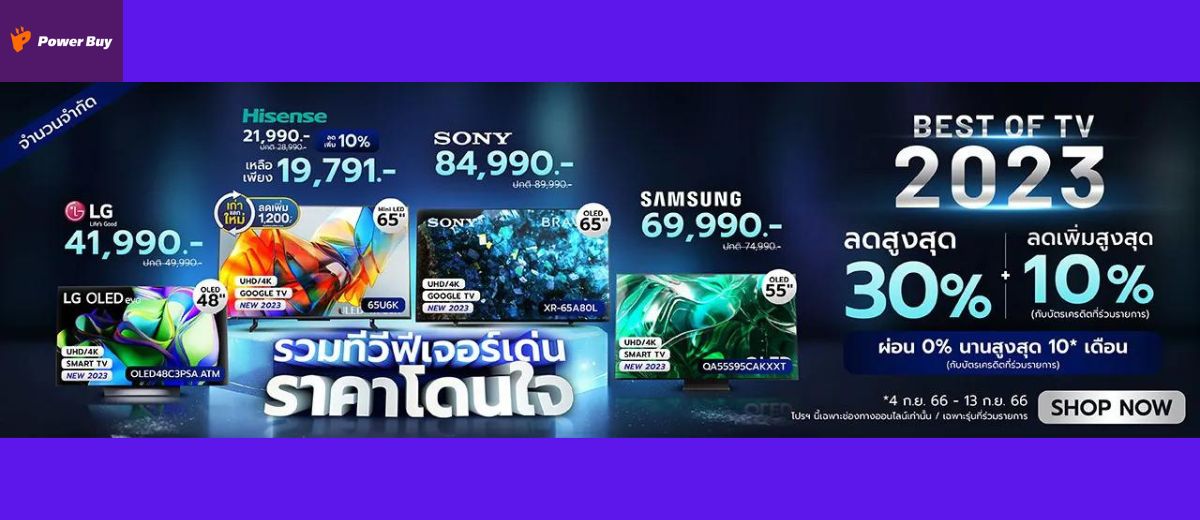 Power Buy
จำนวนจำกัด
LG
Life's Good
41,990.-
ปกติ 49,990.-
LG OLED evo
OLED 48"
UHD/4K
SMART TV
NEW 2023
OLED48C3PSA.ATM
Hisense
21,990.-
ปกติ 28,990.-
ลดเพิ่ม 10%
เหลือเพียง 19,791.-
เก่าแลกใหม่
ลดเพิ่ม 1,200.-
Mini LED 65"
UHD/4K
GOOGLE TV
NEW 2023
65U6K
SONY
84,990.-
ปกติ 89,990.-
SONY
BRA
OLED 65"
UHD/4K
GOOGLE TV
NEW 2023
XR-65A80L
SAMSUNG
69,990.-
ปกติ 74,990.-
OLED 55"
UHD/4K
SMART TV
NEW 2023
OLED
QA55S95CAKXXT
รวมทีวีฟีเจอร์เด่น
ราคาโดนใจ
BEST OF TV
2023
ลดสูงสุด
30%
+
ลดเพิ่มสูงสุด
10%
(กับบัตรเครดิตที่ร่วมรายการ)
ผ่อน 0% นานสูงสุด 10* เดือน
(กับบัตรเครดิตที่ร่วมรายการ)
*4 ก.ย. 66 - 13 ก.ย. 66
โปรฯ นี้เฉพาะช่องทางออนไลน์เท่านั้น / เฉพาะรุ่นที่ร่วมรายการ
SHOP NOW